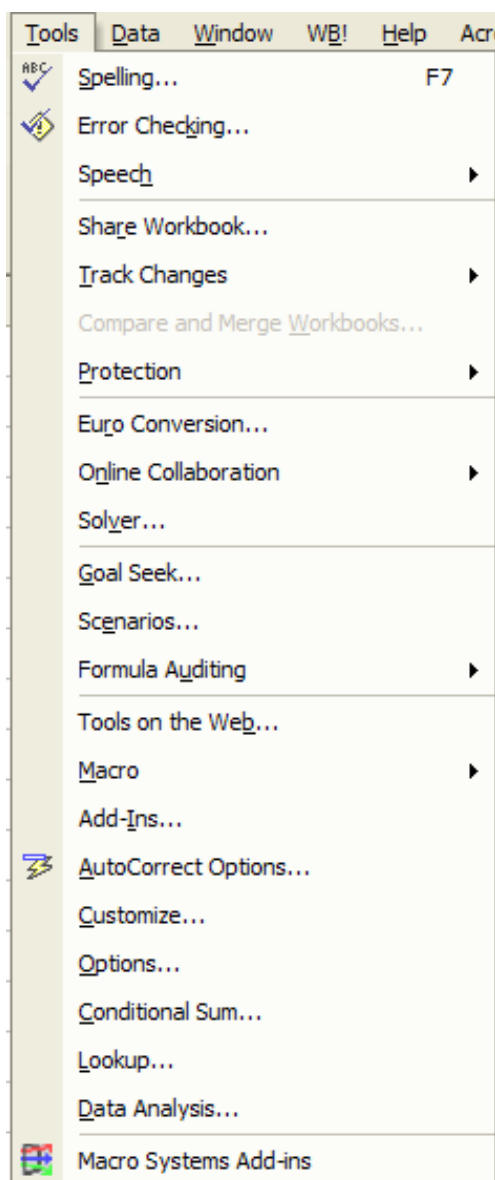 Tools Data Window WB! Help Acr
ABC Spelling... F7
Error Checking...
Speech
Share Workbook...
Track Changes
Compare and Merge Workbooks...
Protection
Euro Conversion...
Online Collaboration
Solver...
Goal Seek...
Scenarios...
Formula Auditing
Tools on the Web...
Macro
Add-Ins...
AutoCorrect Options...
Customize...
Options...
Conditional Sum...
Lookup...
Data Analysis...
Macro Systems Add-ins